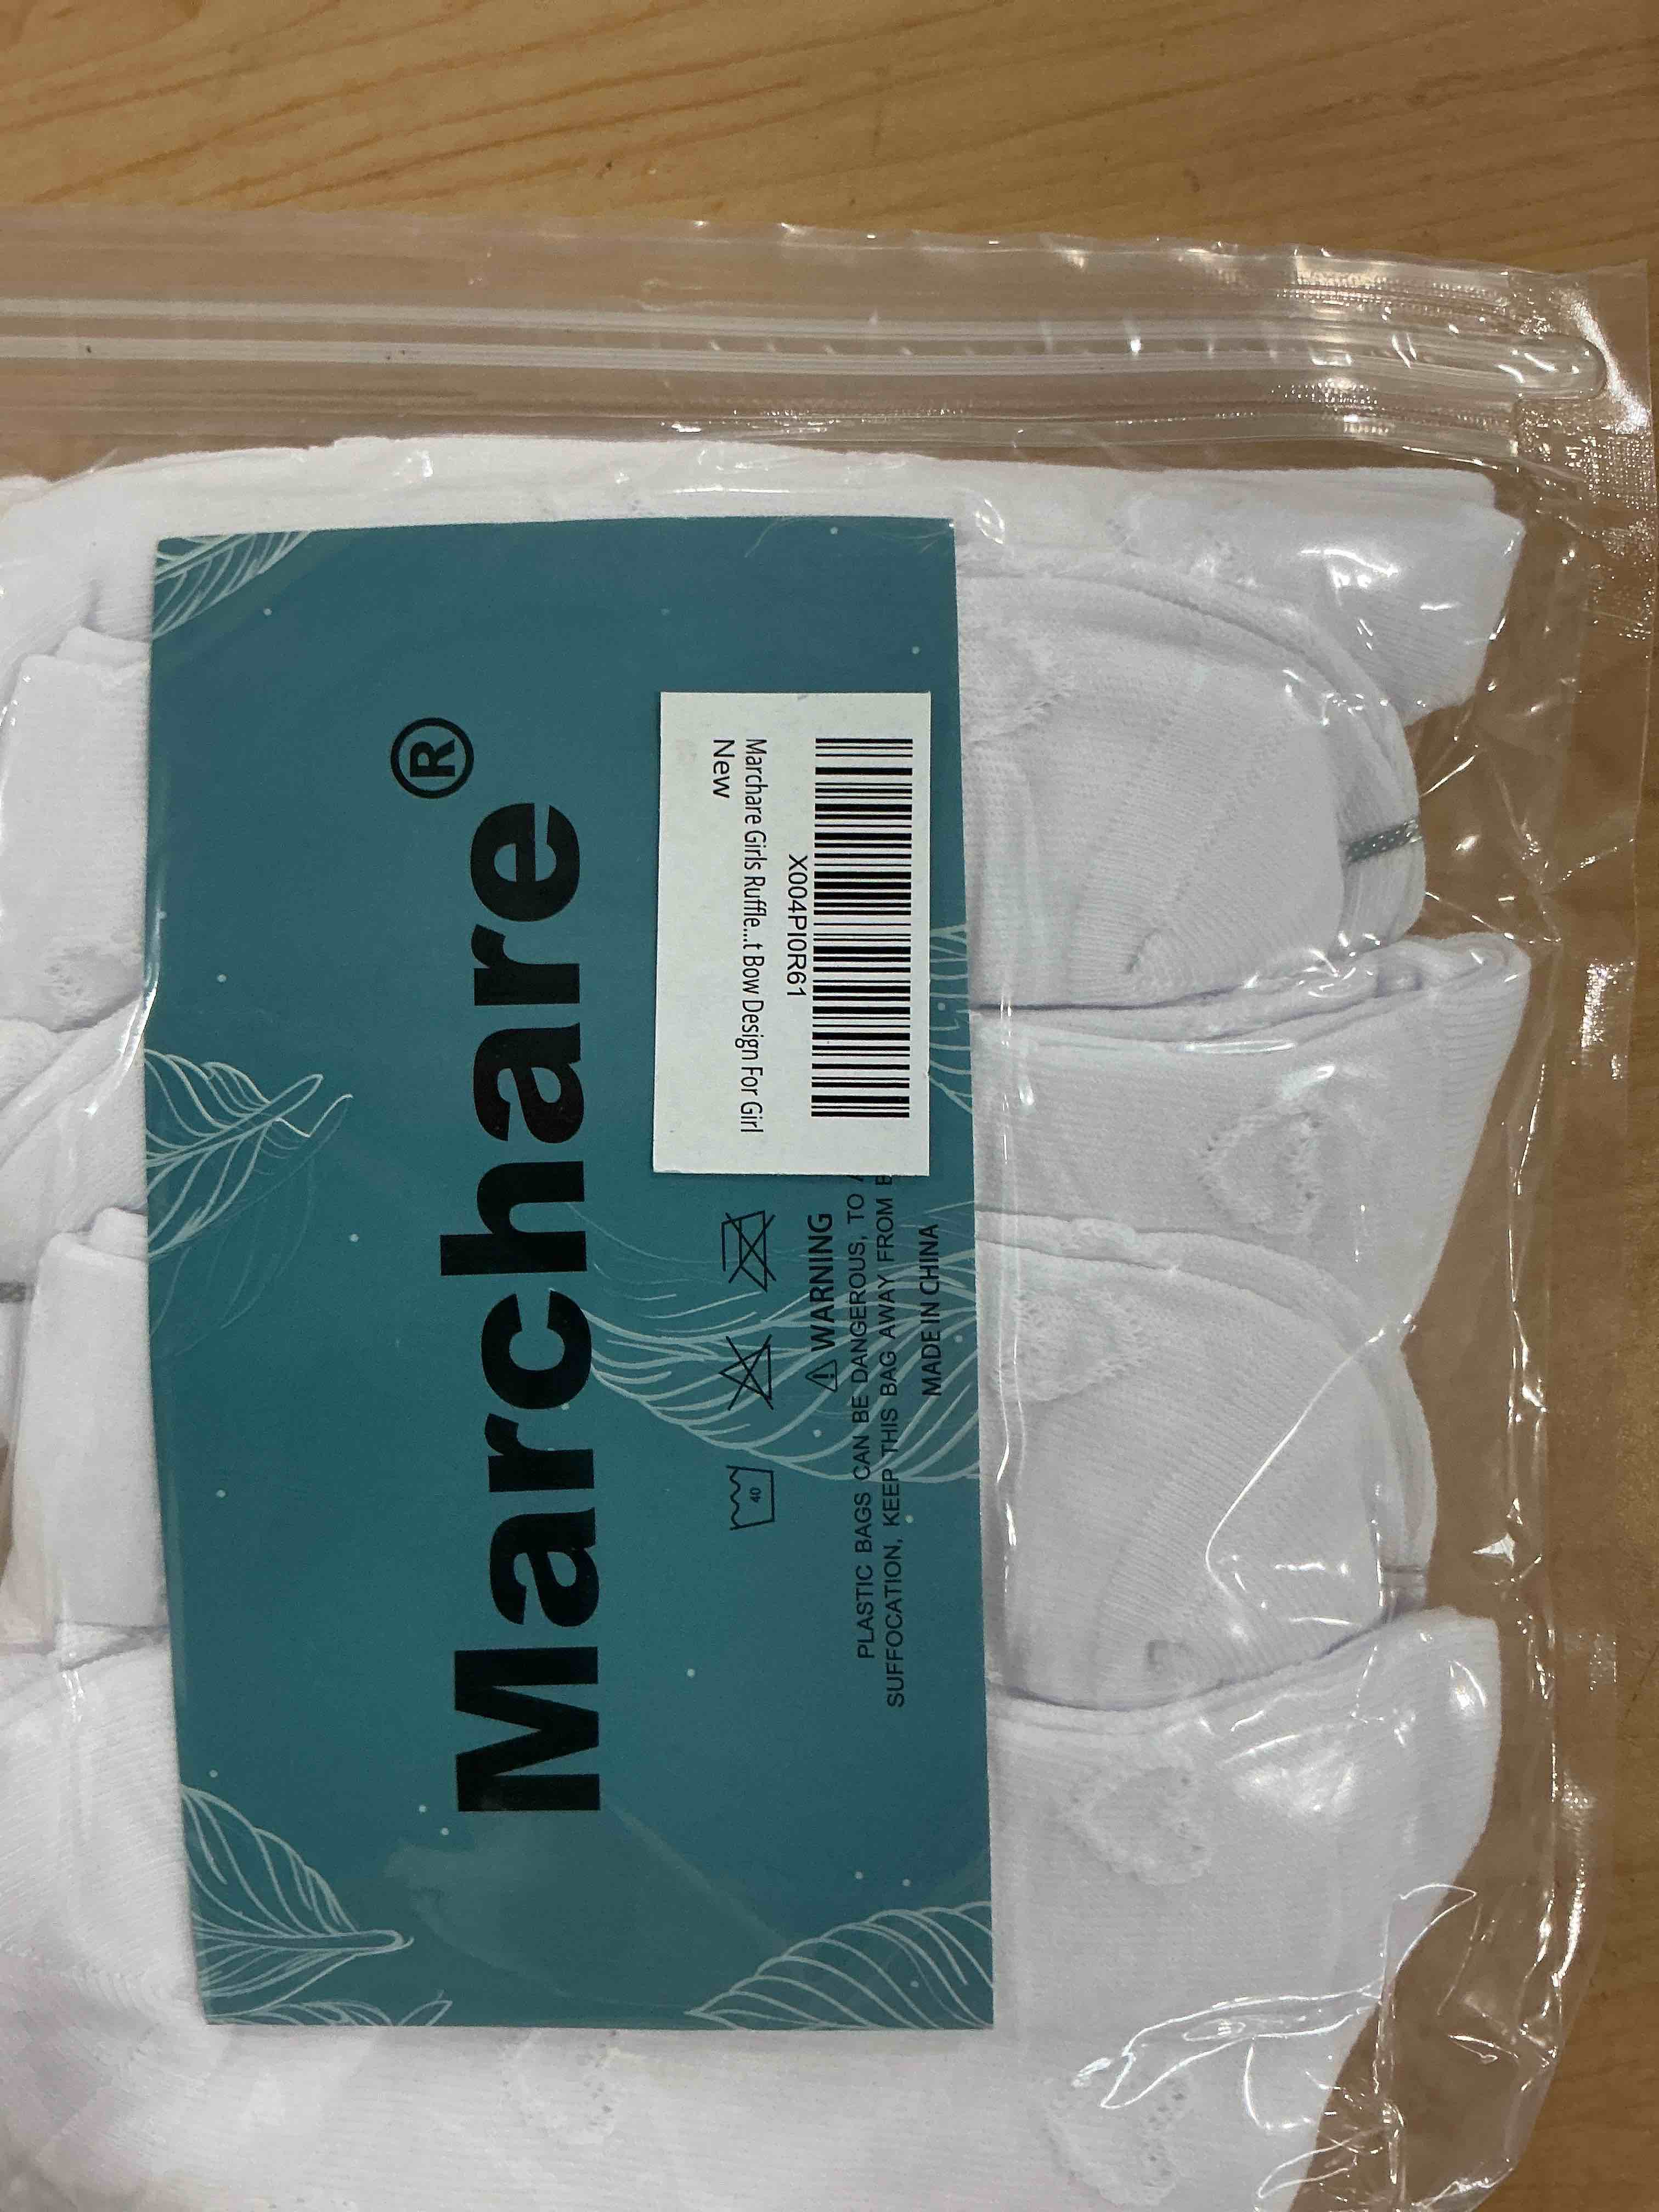 Marchare®
40
WARNING
PLASTIC BAGS CAN BE DANGEROUS, TO
SUFFOCATION, KEEP THIS BAG AWAY FROM
MADE IN CHINA
X004PI0R61
Marchare Girls Ruffle...t Bow Design For Girl
New